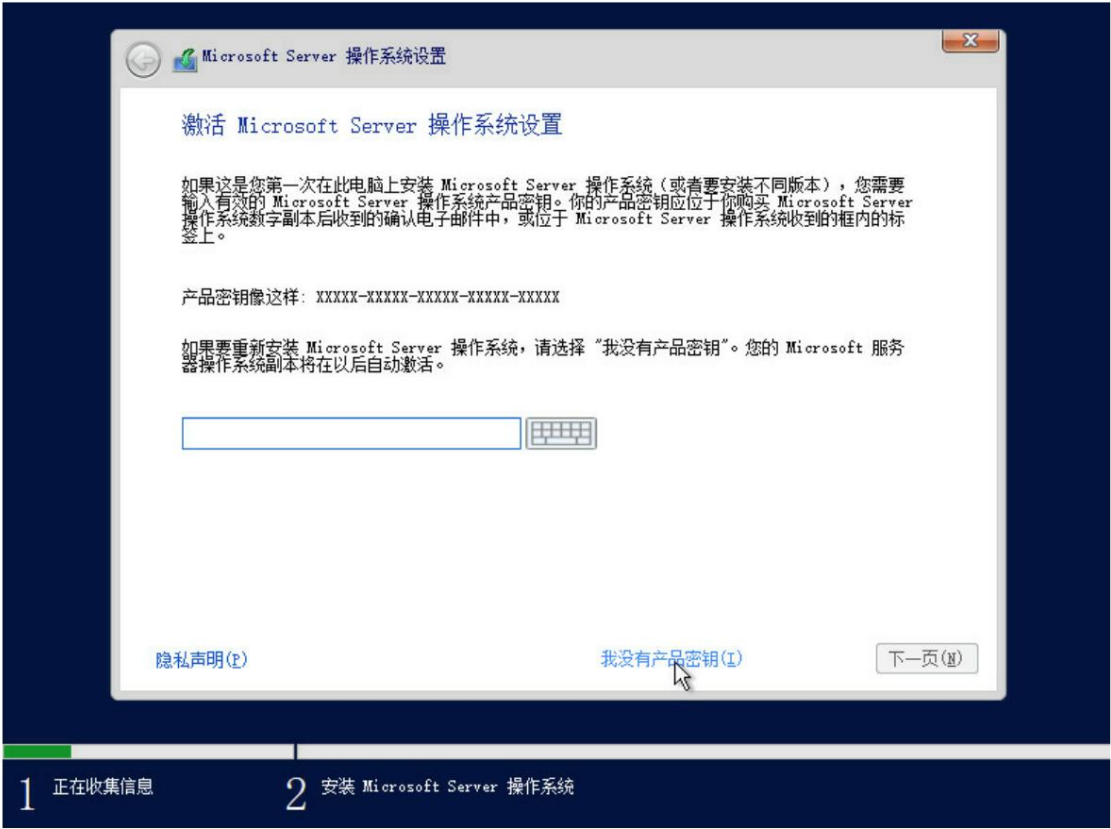 Microsoft Server 操作系统设置
激活 Microsoft Server 操作系统设置
如果这是您第一次在此电脑上安装 Microsoft Server 操作系统（或者要安装不同版本），您需要
输入有效的 Microsoft Server 操作系统产品密钥。你的产品密钥应位于你购买 Microsoft Server
操作系统数字副本后收到的确认电子邮件中，或位于 Microsoft Server 操作系统收到的框内的标
签上。
产品密钥像这样: XXXXX-XXXXX-XXXXX-XXXXX-XXXXX
如果要重新安装 Microsoft Server 操作系统，请选择 "我没有产品密钥"。您的 Microsoft 服务
器操作系统副本将在以后自动激活。
隐私声明(P) 我没有产品密钥(I) 下一页(N)
1 正在收集信息 2 安装 Microsoft Server 操作系统